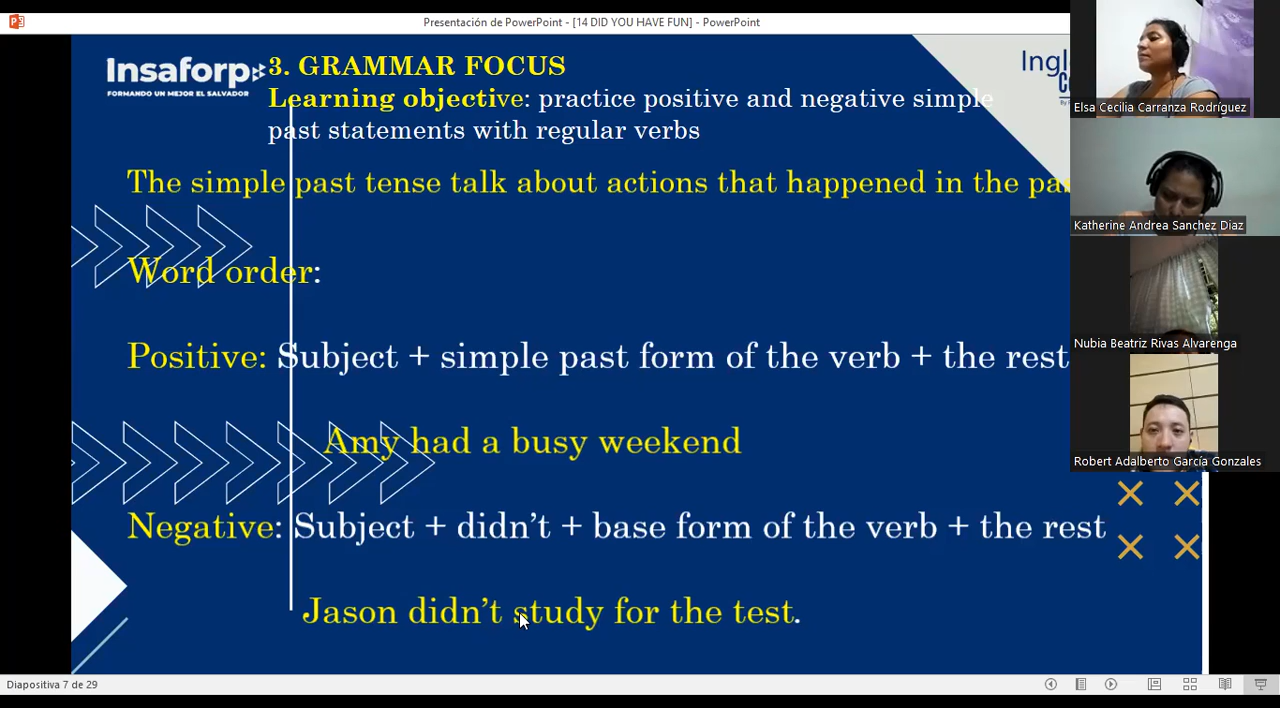 Presentación de PowerPoint - [14 DID YOU HAVE FUN] - PowerPoint
Insaforp
FORMANDO UN MEJOR EL SALVADOR
3. GRAMMAR FOCUS
Learning objective: practice positive and negative simple
past statements with regular verbs
The simple past tense talk about actions that happened in the pa
Word order:
Positive: Subject + simple past form of the verb + the rest
Amy had a busy weekend
Negative: Subject + didn't + base form of the verb + the rest
Jason didn't study for the test.
Elsa Cecilia Carranza Rodríguez
Katherine Andrea Sanchez Diaz
Nubia Beatriz Rivas Alvarenga
Robert Adalberto García Gonzales
Diapositiva 7 de 29